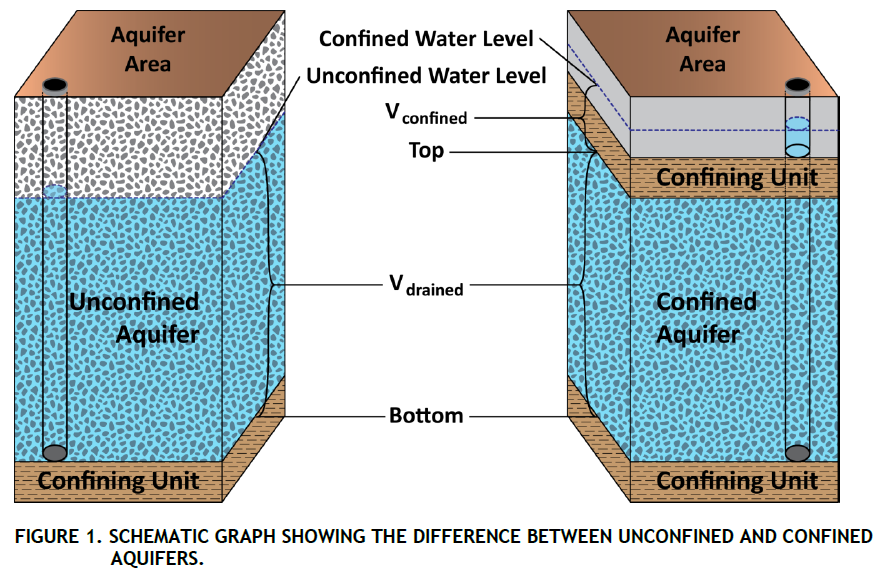 Aquifer
Area
Confined Water Level
Unconfined Water Level
V confined
Top
Aquifer
Area
Confining Unit
Unconfined
Aquifer
V drained
Confined
Aquifer
Bottom
Confining Unit
Confining Unit
FIGURE 1. SCHEMATIC GRAPH SHOWING THE DIFFERENCE BETWEEN UNCONFINED AND CONFINED
AQUIFERS.